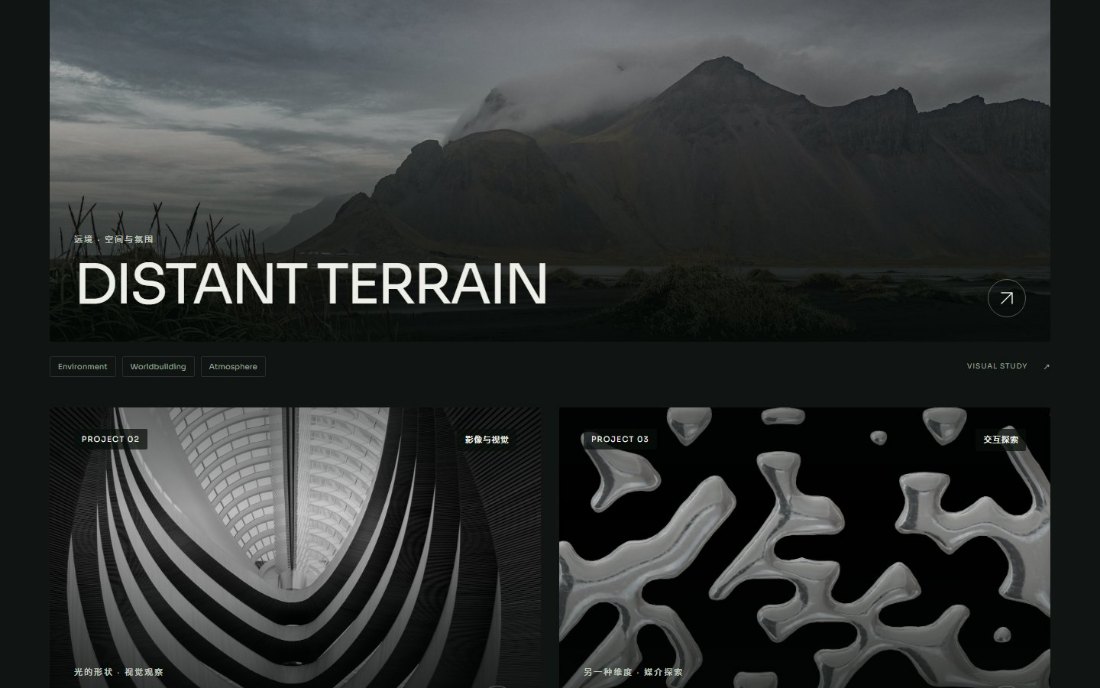 远境 · 空间与氛围
DISTANT TERRAIN
Environment
Worldbuilding
Atmosphere
VISUAL STUDY ↗
PROJECT 02
影像与视觉
PROJECT 03
交互探索
光的形状 · 视觉观察
另一种维度 · 媒介探索